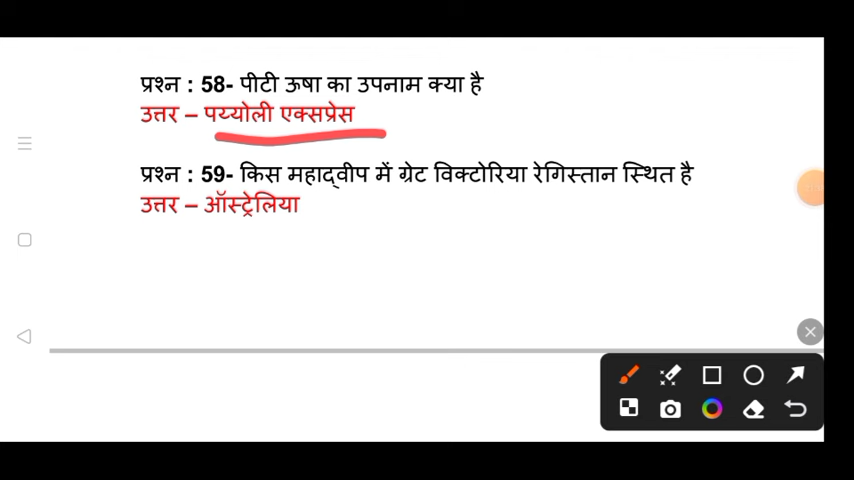 प्रश्न : 58- पीटी ऊषा का उपनाम क्या है
उत्तर – पय्योली एक्सप्रेस
प्रश्न : 59- किस महाद्वीप में ग्रेट विक्टोरिया रेगिस्तान स्थित है
उत्तर – ऑस्ट्रेलिया